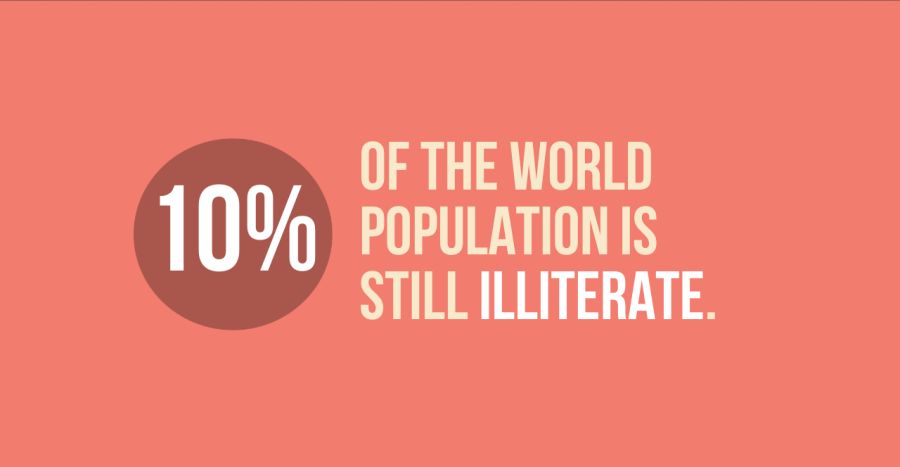 10%
OF THE WORLD
POPULATION IS
STILL ILLITERATE.